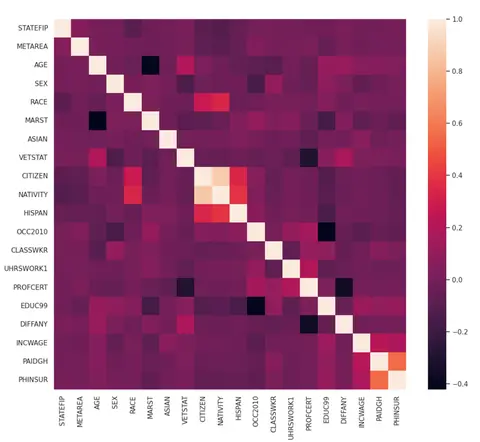 STATEFIP
METAREA
AGE
SEX
RACE
MARST
ASIAN
VETSTAT
CITIZEN
NATIVITY
HISPAN
OCC2010
CLASSWKR
UHRSWORK1
PROFCERT
EDUC99
DIFFANY
INCWAGE
PAIDGH
PHINSUR
STATEFIP METAREA AGE SEX RACE MARST ASIAN VETSTAT CITIZEN NATIVITY HISPAN OCC2010 CLASSWKR UHRSWORK1 PROFCERT EDUC99 DIFFANY INCWAGE PAIDGH PHINSUR
1.0
0.8
0.6
0.4
0.2
0.0
−0.2
−0.4